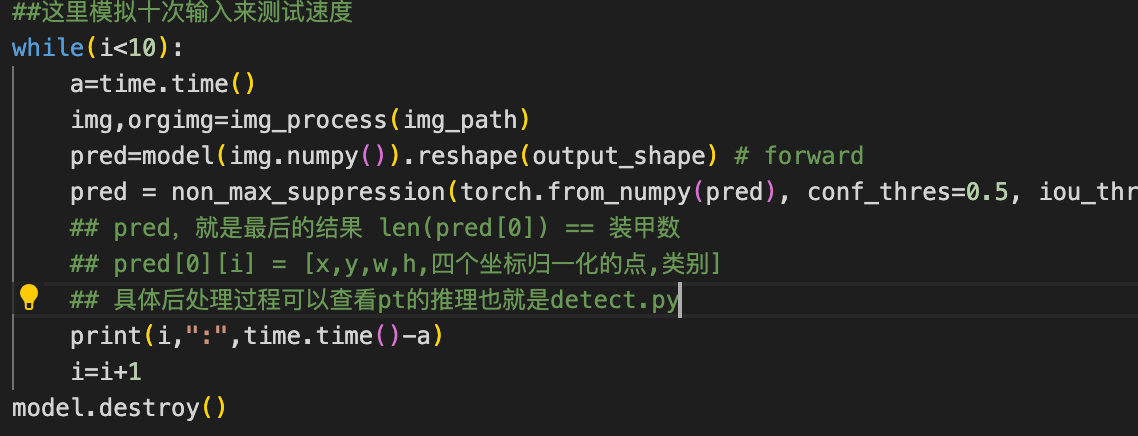 ##这里模拟十次输入来测试速度
while(i<10):
a=time.time()
img,orgimg=img_process(img_path)
pred=model(img.numpy()).reshape(output_shape) # forward
pred = non_max_suppression(torch.from_numpy(pred), conf_thres=0.5, iou_thr
## pred，就是最后的结果 len(pred[0]) == 装甲数
## pred[0][i] = [x,y,w,h,四个坐标归一化的点,类别]
## 具体后处理过程可以查看pt的推理也就是detect.py
print(i,":",time.time()-a)
i=i+1
model.destroy()